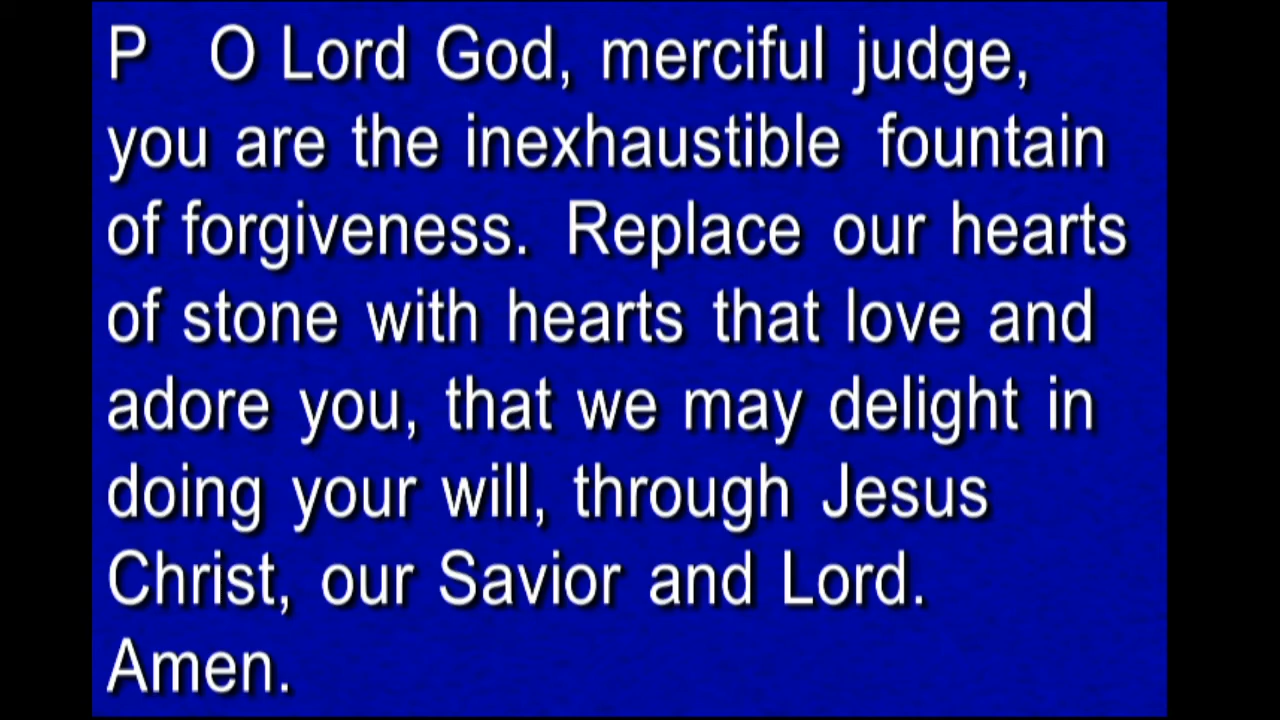 P O Lord God, merciful judge,
you are the inexhaustible fountain
of forgiveness. Replace our hearts
of stone with hearts that love and
adore you, that we may delight in
doing your will, through Jesus
Christ, our Savior and Lord.
Amen.